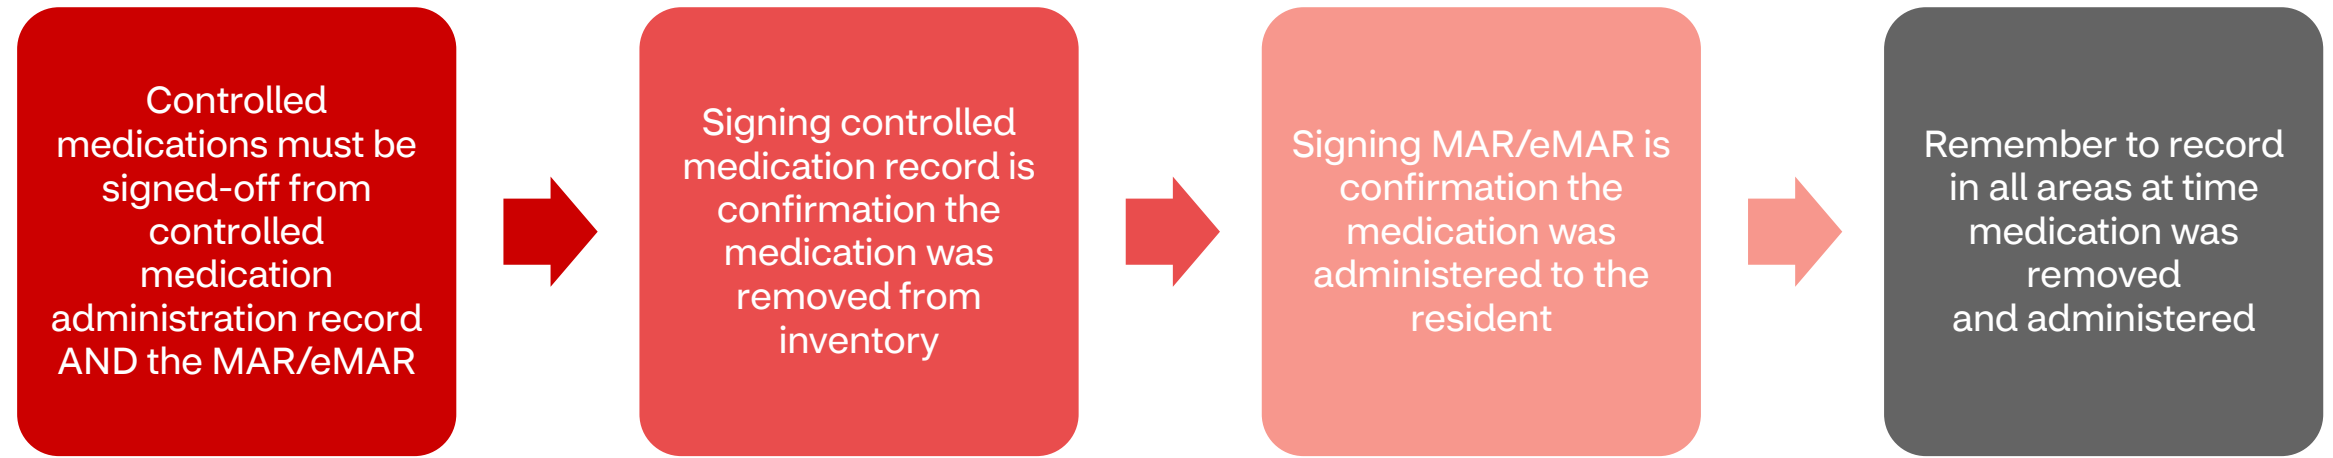 Controlled
medications must be
signed-off from
controlled
medication
administration record
AND the MAR/eMAR
Signing controlled
medication record is
confirmation the
medication was
removed from
inventory
Signing MAR/eMAR is
confirmation the
medication was
administered to the
resident
Remember to record
in all areas at time
medication was
removed
and administered